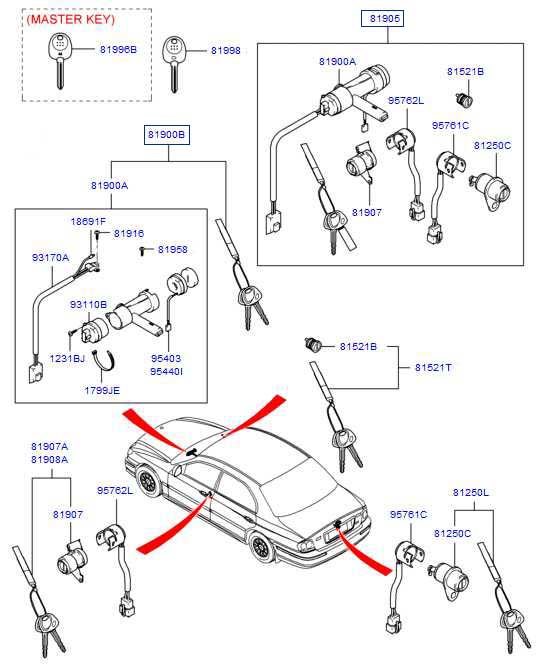 (MASTER KEY)
81996B
81998
81905
81900A
81521B
95762L
95761C
81250C
81907
81900B
81900A
18691F
81916
81958
93170A
93110B
1231BJ
1799JE
95403
95440I
81521B
81521T
81907A
81908A
81907
95762L
81250L
95761C
81250C